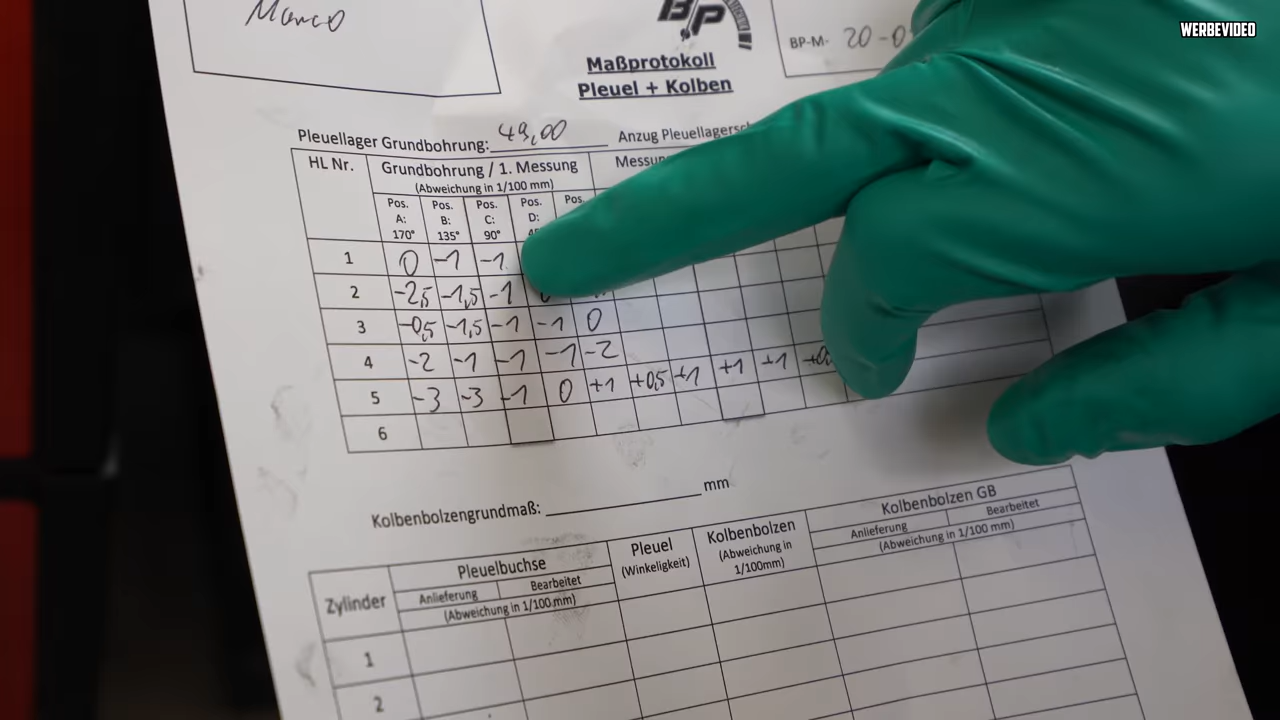 WERBEVIDEO
Marco
BP
BP-M- 20-0
Maßprotokoll
Pleuel + Kolben
Pleuellager Grundbohrung: 49,00 Anzug
HL Nr. Grundbohrung / 1. Messung
(Abweichung in 1/100 mm)
Pos. Pos. Pos. Pos. Pos.
A: B: C: D:
170° 135° 90°
1 0 -1 -1
2 -2,5 -1,5 -1
3 -0,5 -1,5 -1 -1 0
4 -2 -1 -1 -1 -2
5 -3 -3 -1 0 +1 +0,5 +1 +1 +1
6
Kolbenbolzengrundmaß: mm
Zylinder Pleuelbuchse Pleuel Kolbenbolzen Kolbenbolzen GB
Anlieferung Bearbeitet (Winkeligkeit) (Abweichung in Anlieferung Bearbeitet
(Abweichung in 1/100 mm) 1/100mm) (Abweichung in 1/100 mm)
1
2